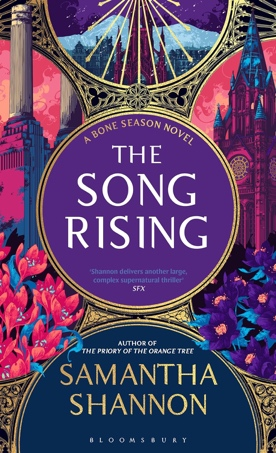 A BONE SEASON NOVEL
THE
SONG
RISING
‘Shannon delivers another large,
complex supernatural thriller’
SFX
AUTHOR OF
THE PRIORY OF THE ORANGE TREE
SAMANTHA
SHANNON
BLOOMSBURY